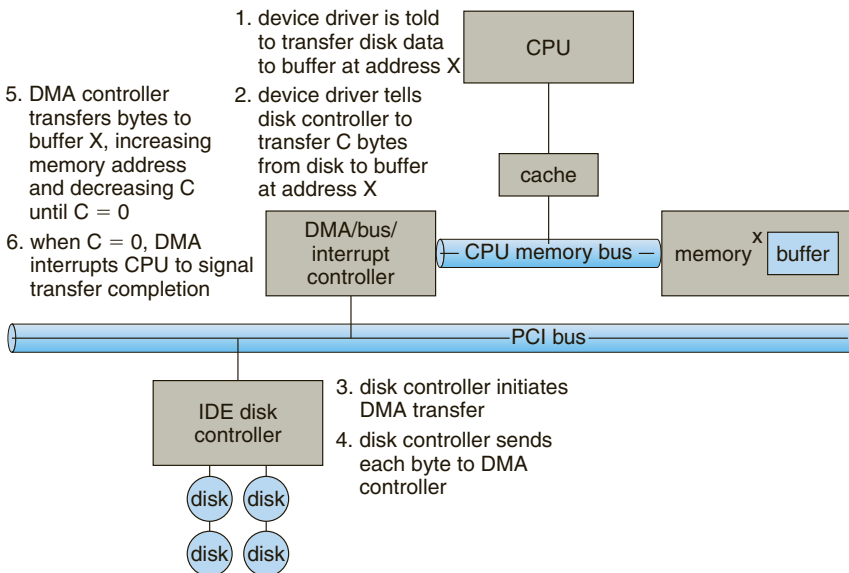 1. device driver is told
to transfer disk data
to buffer at address X
2. device driver tells
disk controller to
transfer C bytes
from disk to buffer
at address X
5. DMA controller
transfers bytes to
buffer X, increasing
memory address
and decreasing C
until C = 0
6. when C = 0, DMA
interrupts CPU to signal
transfer completion
CPU
cache
DMA/bus/
interrupt
controller
CPU memory bus
memory
x
buffer
PCI bus
IDE disk
controller
3. disk controller initiates
DMA transfer
4. disk controller sends
each byte to DMA
controller
disk
disk
disk
disk